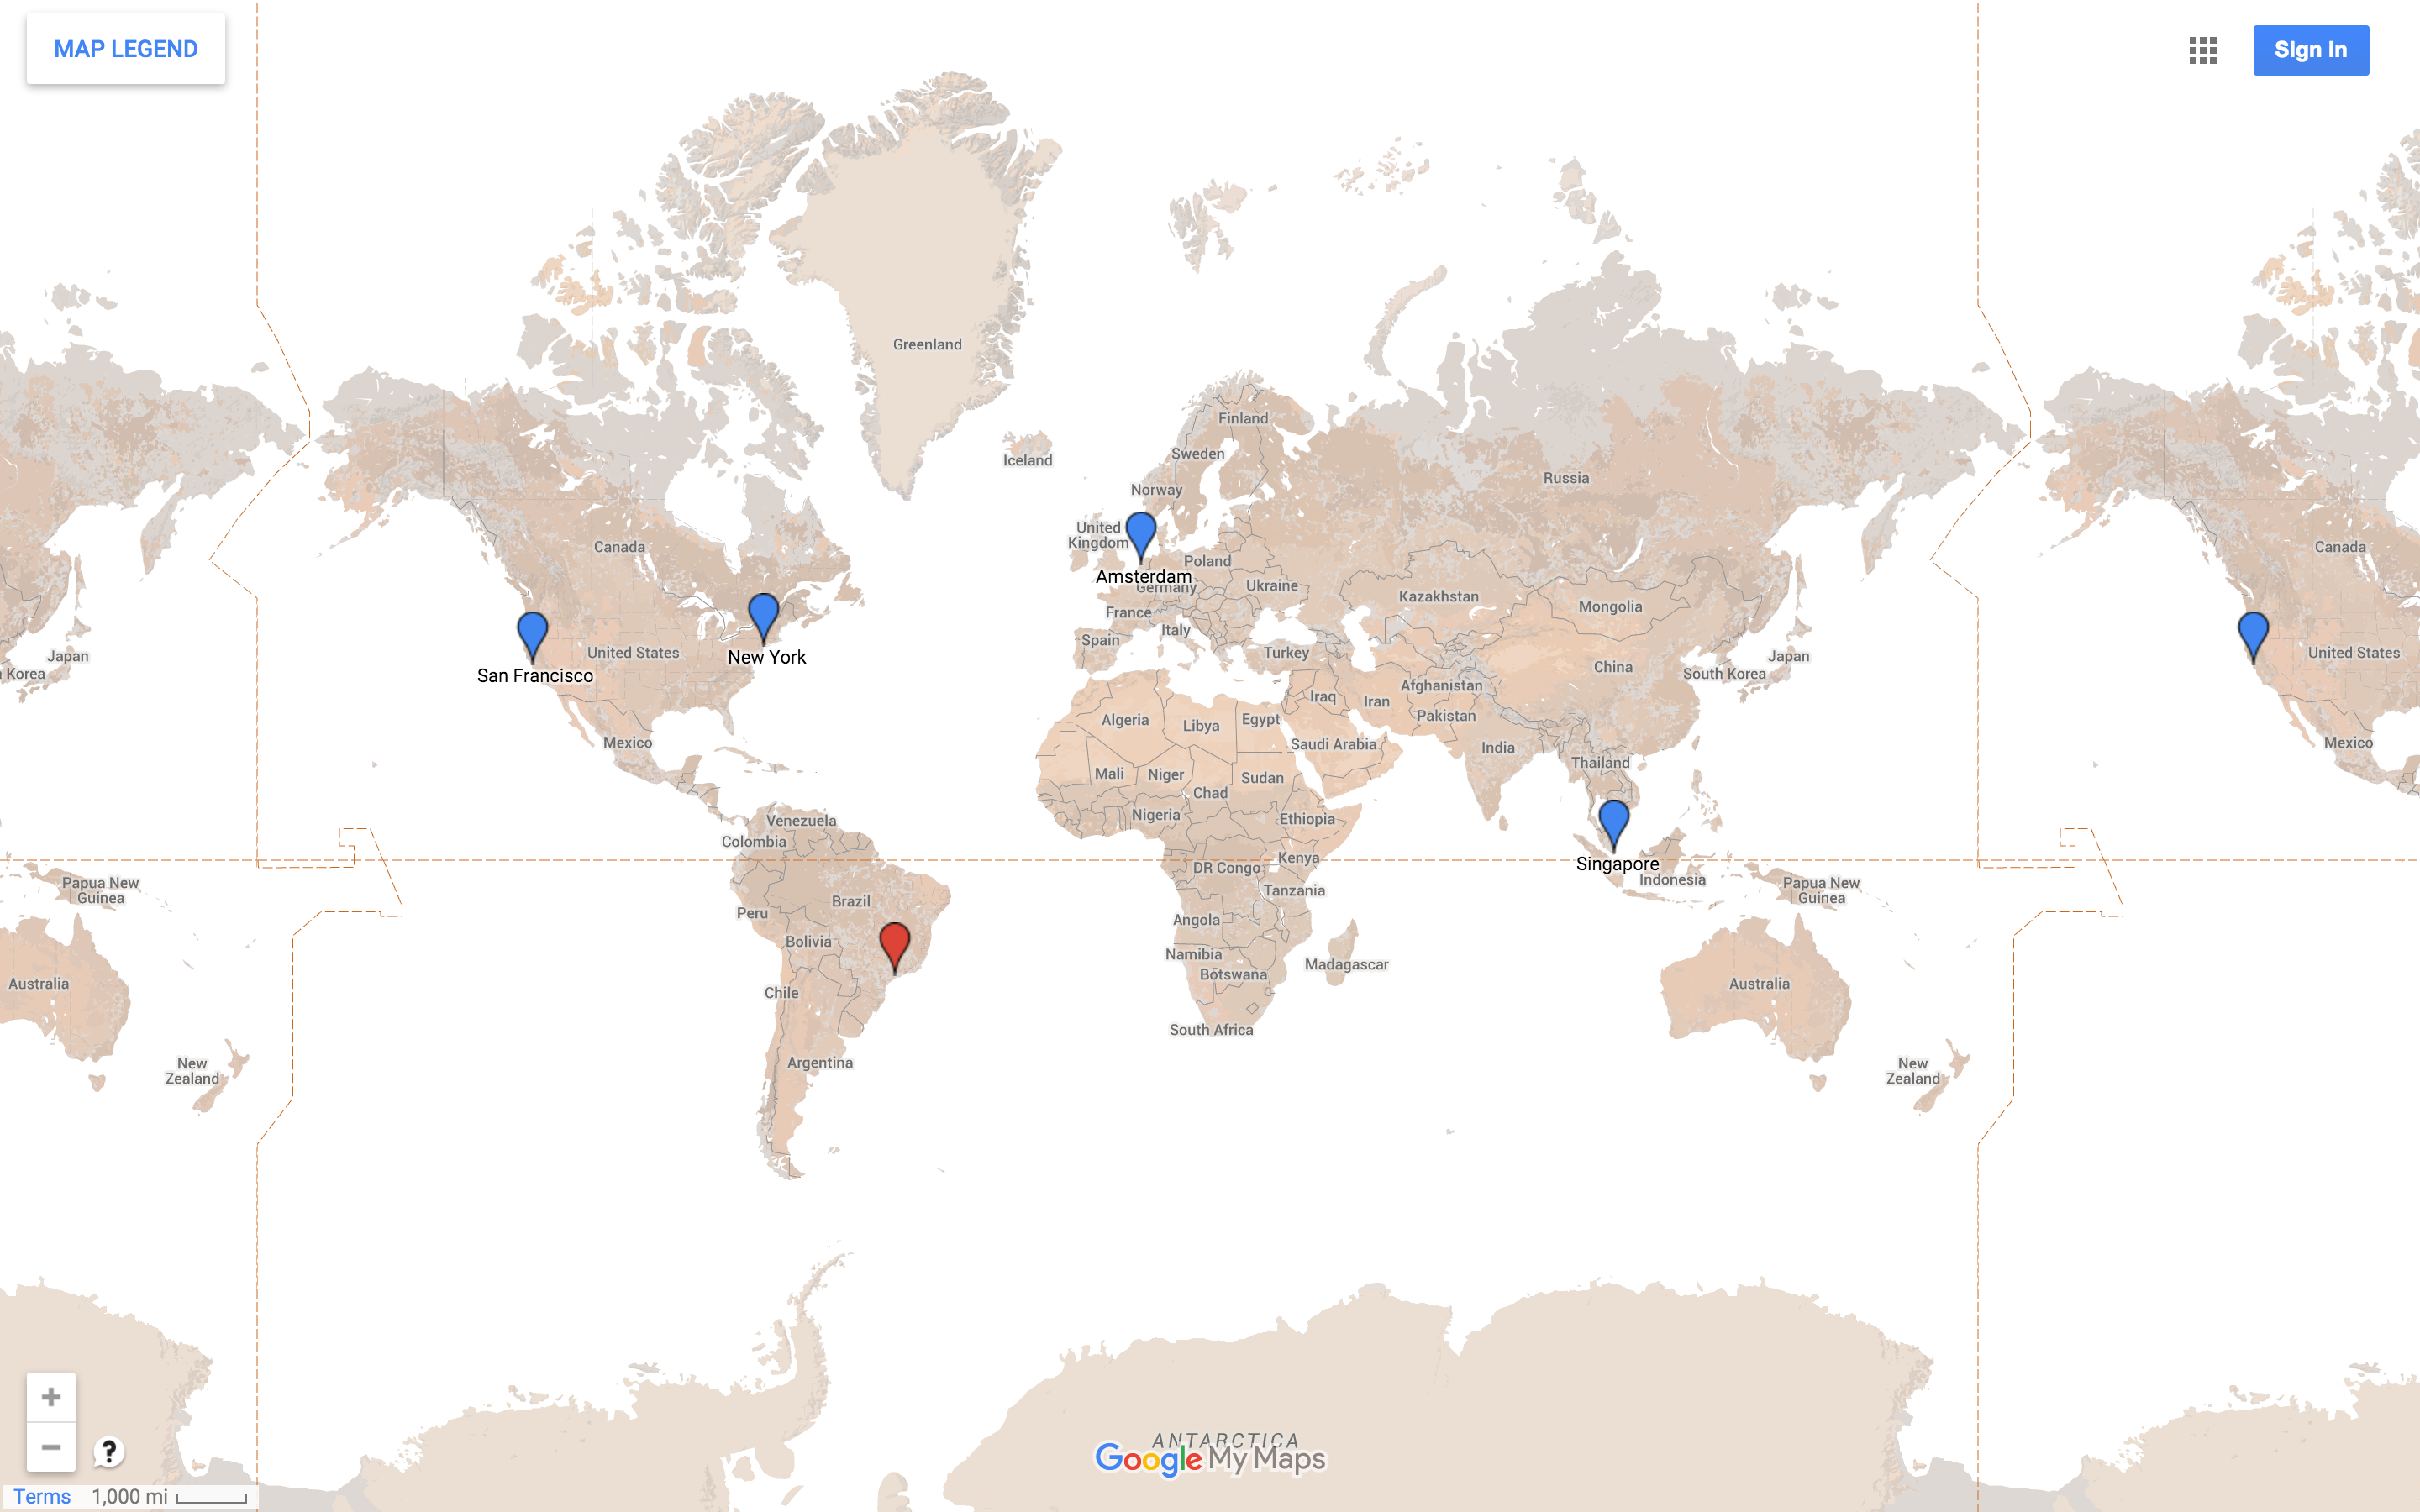 MAP LEGEND
Sign in
Greenland
Finland
Iceland
Sweden
Russia
Norway
United
Kingdom
Canada
Canada
Poland
Amsterdam
Germany
Ukraine
Kazakhstan
Mongolia
France
Italy
Spain
Japan
Korea
San Francisco
United States
New York
Turkey
China
South Korea
Japan
United States
Afghanistan
Iraq
Iran
Pakistan
Algeria
Libya
Egypt
Saudi Arabia
India
Mexico
Mexico
Thailand
Mali
Niger
Sudan
Chad
Nigeria
Ethiopia
Venezuela
Colombia
Kenya
DR Congo
Singapore
Indonesia
Tanzania
Papua New
Guinea
Papua New
Guinea
Brazil
Peru
Angola
Bolivia
Namibia
Botswana
Madagascar
Australia
Chile
Australia
South Africa
Argentina
New
Zealand
New
Zealand
ANTARCTICA
Google My Maps
+
−
?
Terms
1,000 mi